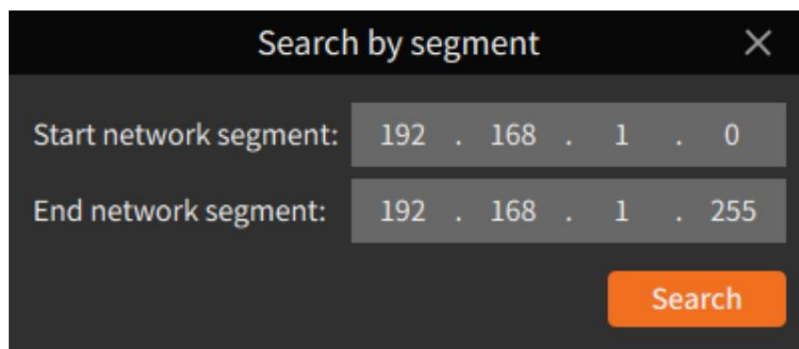 Search by segment
Start network segment: 192 . 168 . 1 . 0
End network segment: 192 . 168 . 1 . 255
Search